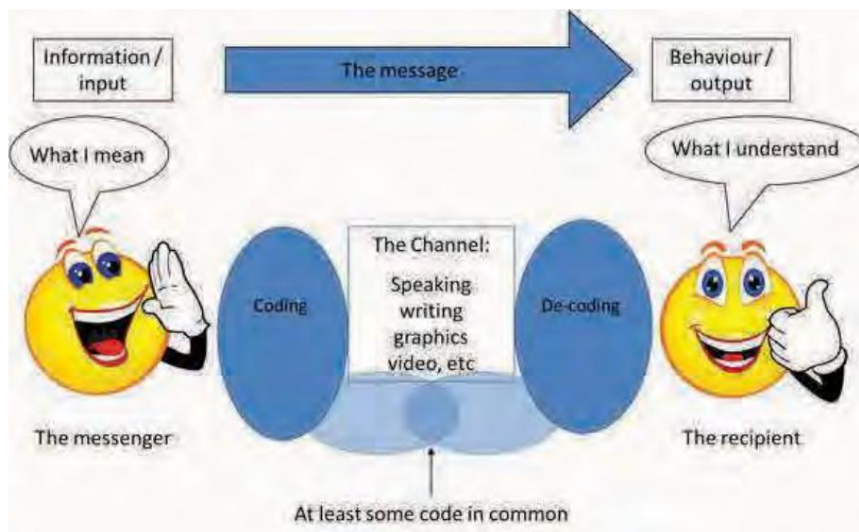 Information /
input
The message
Behaviour /
output
What I mean
What I understand
The Channel:
Speaking
writing
graphics
video, etc
Coding
De-coding
The messenger
The recipient
At least some code in common